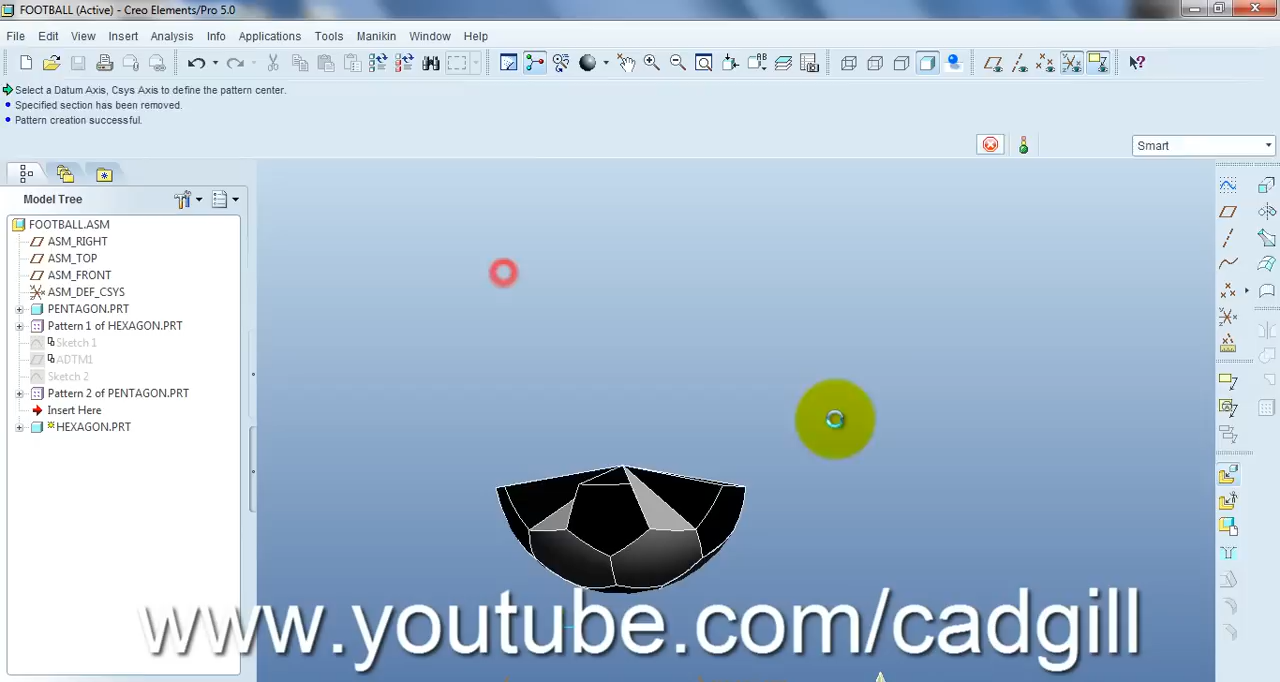 FOOTBALL (Active) - Creo Elements/Pro 5.0
File Edit View Insert Analysis Info Applications Tools Manikin Window Help
Select a Datum Axis, Csys Axis to define the pattern center.
Specified section has been removed.
Pattern creation successful.
Smart
Model Tree
FOOTBALL.ASM
ASM_RIGHT
ASM_TOP
ASM_FRONT
ASM_DEF_CSYS
PENTAGON.PRT
Pattern 1 of HEXAGON.PRT
Sketch 1
ADTM1
Sketch 2
Pattern 2 of PENTAGON.PRT
Insert Here
HEXAGON.PRT
www.youtube.com/cadgill